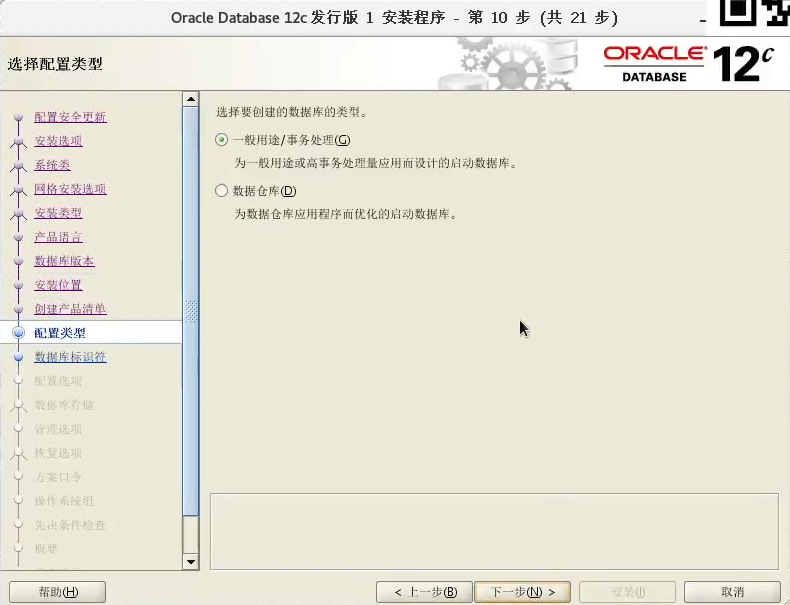 Oracle Database 12c 发行版 1 安装程序 - 第 10 步 (共 21 步)
选择配置类型
ORACLE
DATABASE
12c
配置安全更新
安装选项
系统类
网格安装选项
安装类型
产品语言
数据库版本
安装位置
创建产品清单
配置类型
数据库标识符
配置选项
数据库存储
管理选项
恢复选项
方案口令
操作系统组
先决条件检查
概要
选择要创建的数据库的类型。
一般用途/事务处理(G)
为一般用途或高事务处理量应用而设计的启动数据库。
数据仓库(D)
为数据仓库应用程序而优化的启动数据库。
帮助(H)
< 上一步(B)
下一步(N) >
安装(I)
取消